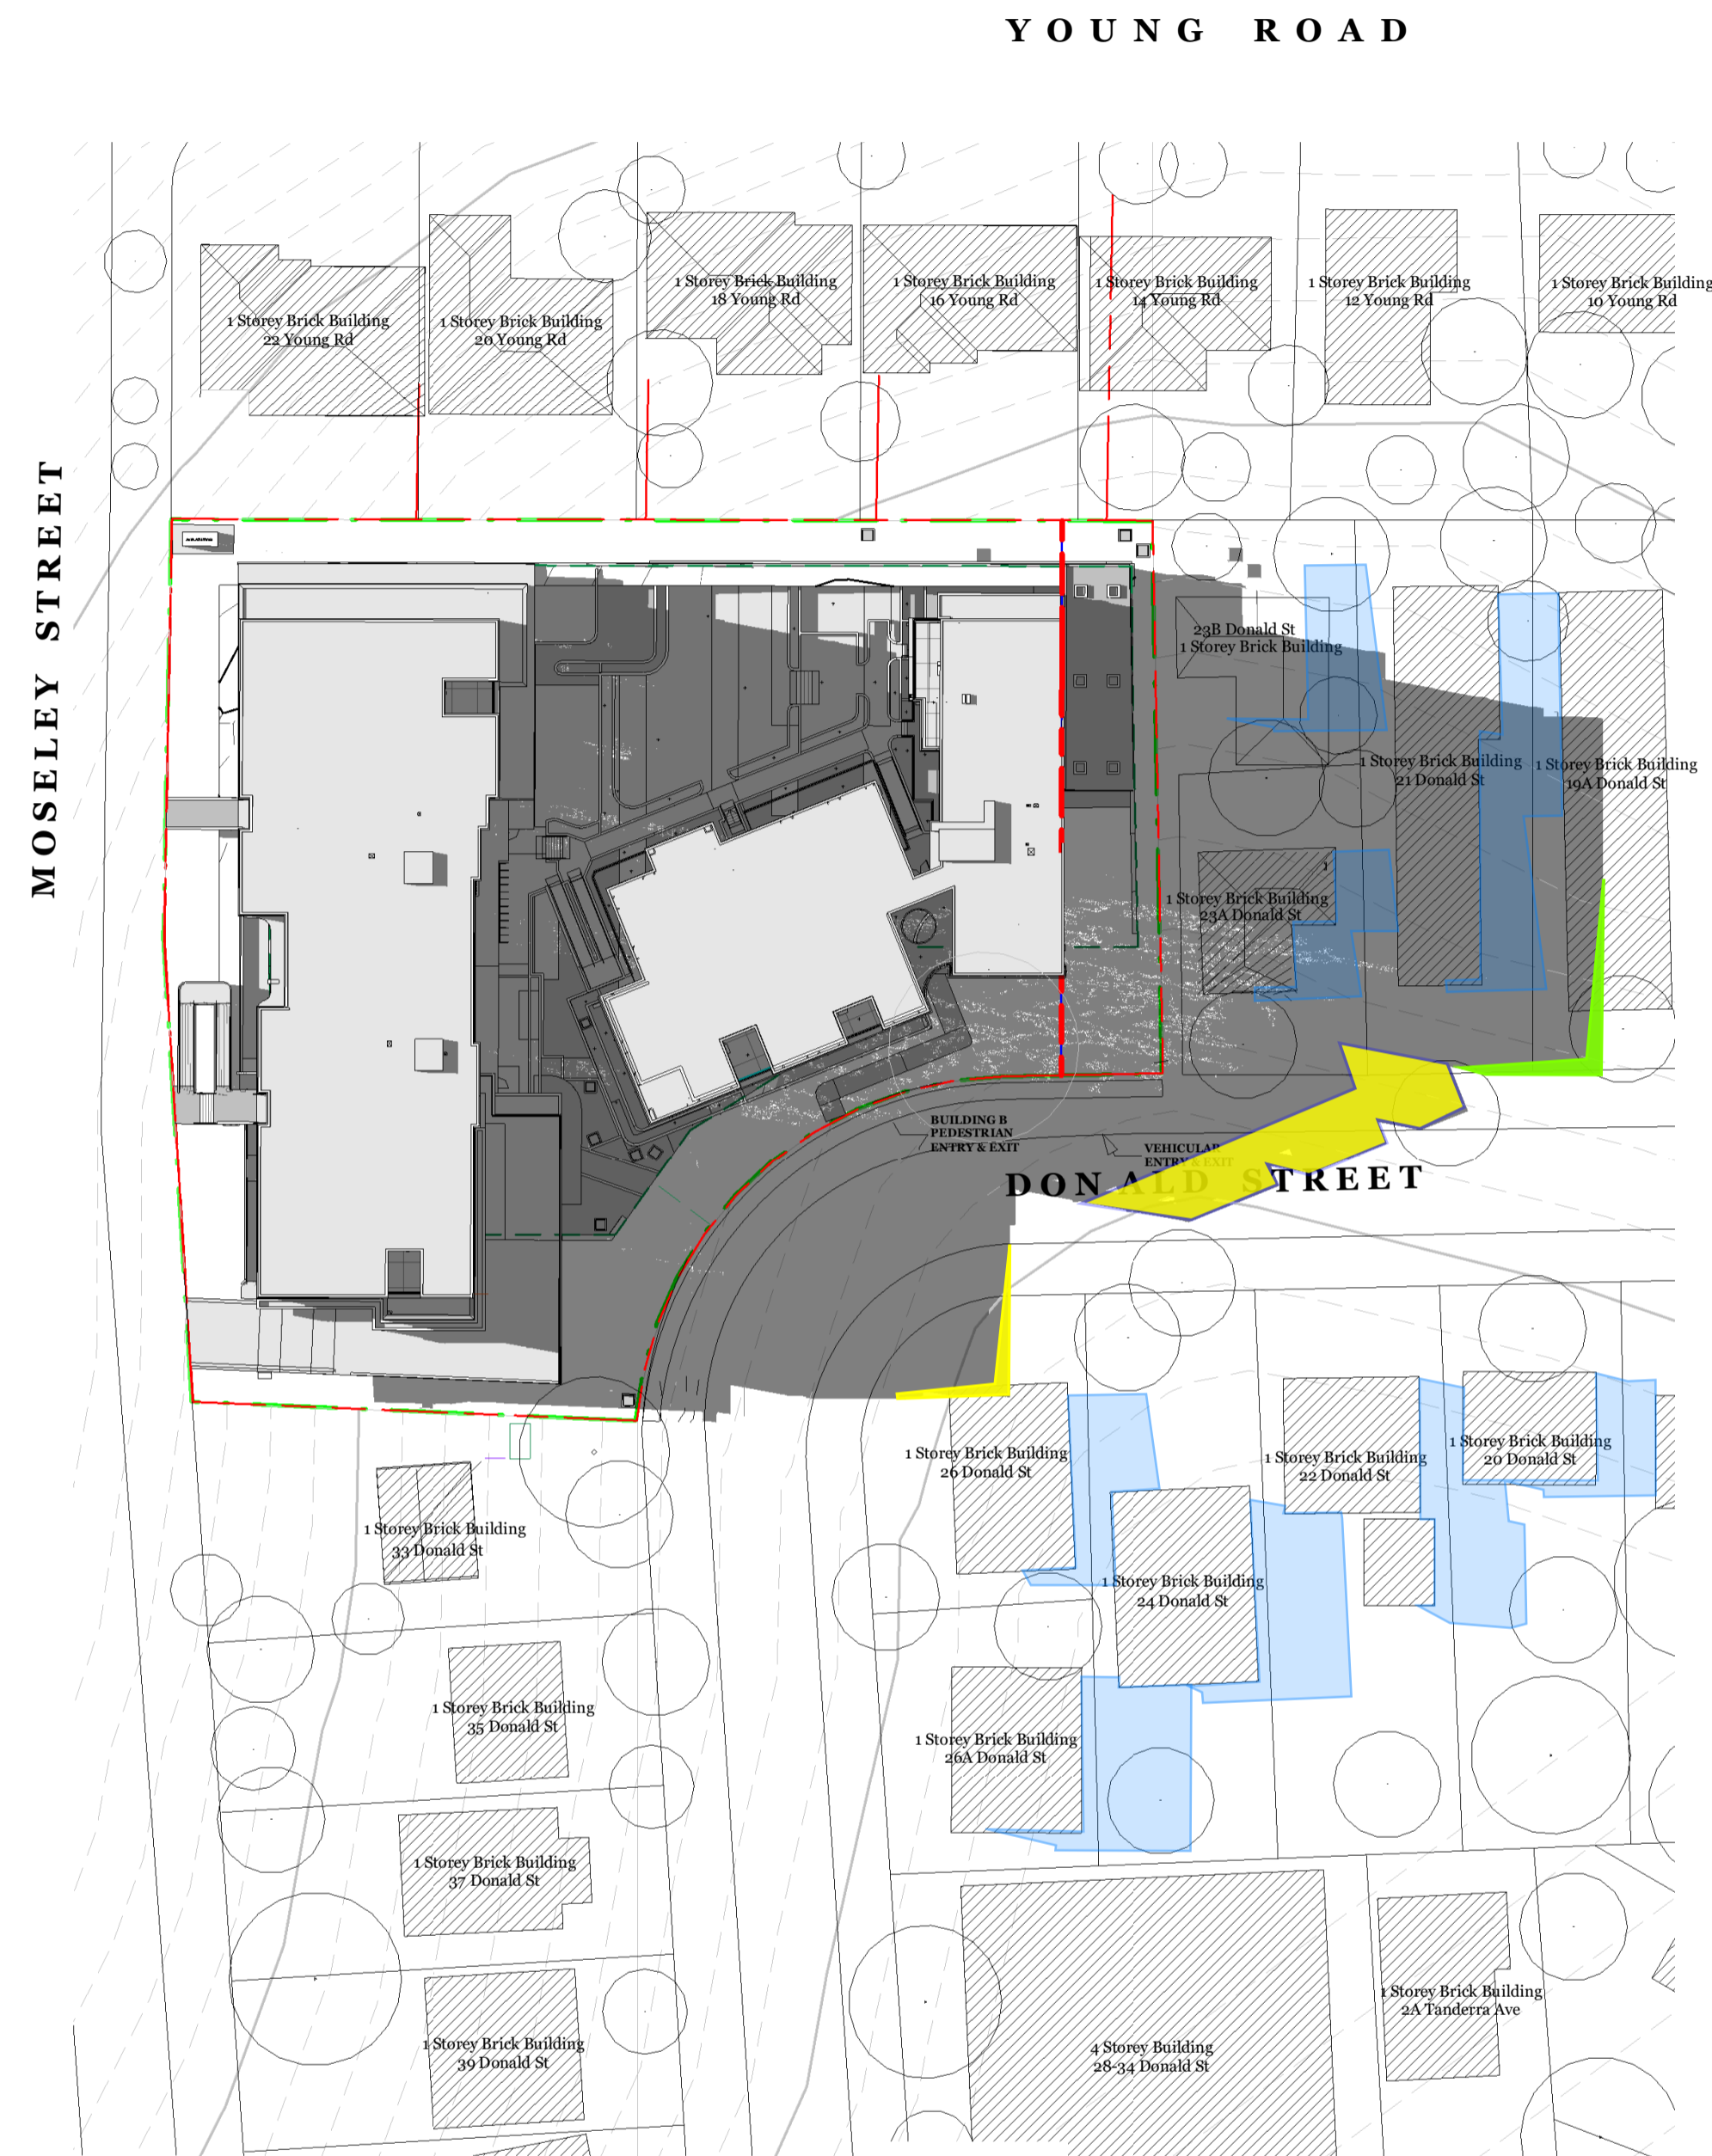 YOUNG ROAD
MOSELEY STREET
1 Storey Brick Building
22 Young Rd
1 Storey Brick Building
20 Young Rd
1 Storey Brick Building
18 Young Rd
1 Storey Brick Building
16 Young Rd
1 Storey Brick Building
14 Young Rd
1 Storey Brick Building
12 Young Rd
1 Storey Brick Building
10 Young Rd
23B Donald St
1 Storey Brick Building
1 Storey Brick Building
21 Donald St
1 Storey Brick Building
19A Donald St
1 Storey Brick Building
23A Donald St
BUILDING B
PEDESTRIAN
ENTRY & EXIT
VEHICULAR
ENTRY & EXIT
DONALD STREET
1 Storey Brick Building
26 Donald St
1 Storey Brick Building
22 Donald St
1 Storey Brick Building
20 Donald St
1 Storey Brick Building
33 Donald St
1 Storey Brick Building
24 Donald St
1 Storey Brick Building
35 Donald St
1 Storey Brick Building
26A Donald St
1 Storey Brick Building
37 Donald St
1 Storey Brick Building
39 Donald St
4 Storey Building
28-34 Donald St
1 Storey Brick Building
2A Tanderra Ave